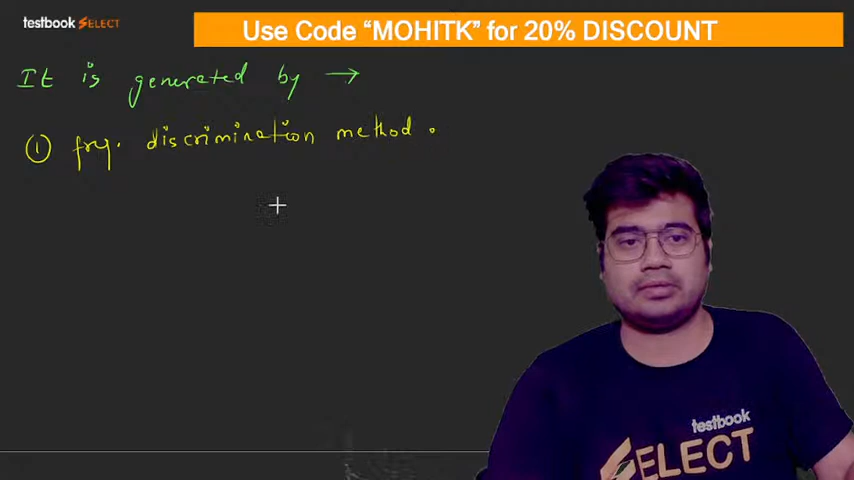 testbook SELECT
Use Code “MOHITK” for 20% DISCOUNT
It is generated by →
① frq. discrimination method.
testbook
SELECT